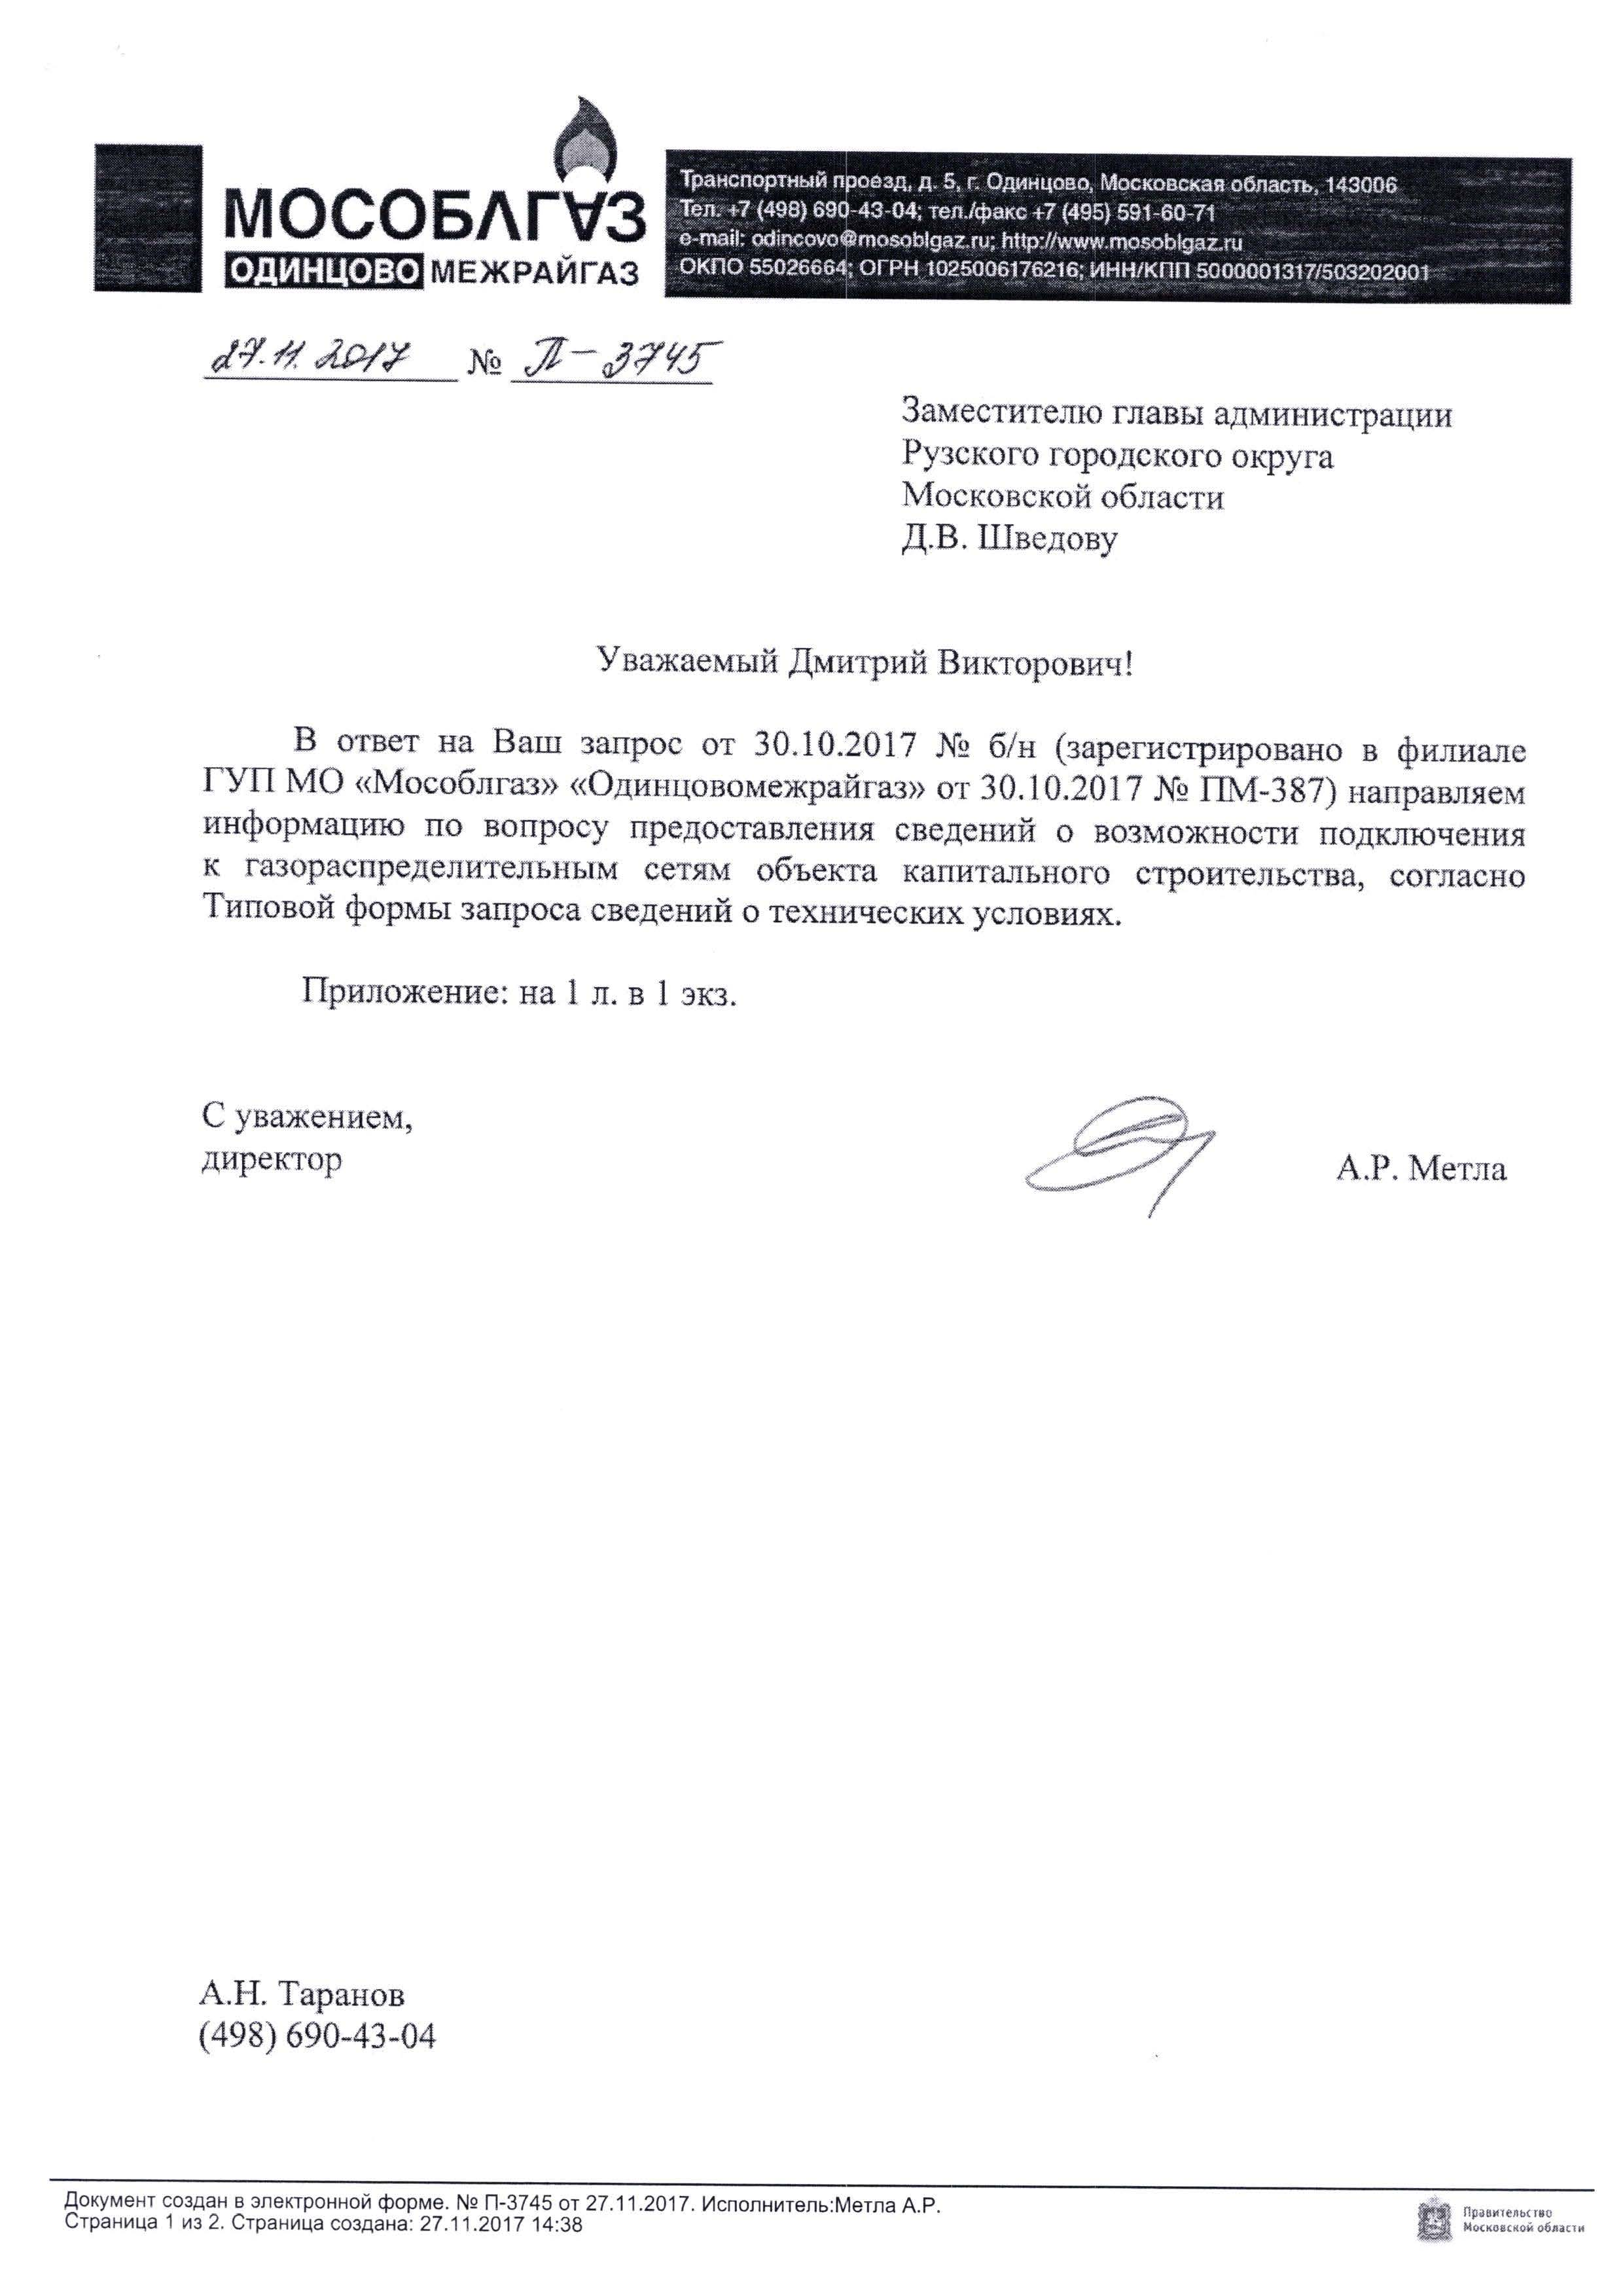 МОСОБЛГАЗ
ОДИНЦОВО МЕЖРАЙГАЗ
Транспортный проезд, д. 5, г. Одинцово, Московская область, 143006
Тел. +7 (498) 690-43-04; тел./факс +7 (495) 591-60-71
e-mail: odincovo@mosoblgaz.ru; http://www.mosoblgaz.ru
ОКПО 55026664; ОГРН 1025006176216; ИНН/КПП 5000001317/503202001
27.11.2017 № П-3745
Заместителю главы администрации
Рузского городского округа
Московской области
Д.В. Шведову
Уважаемый Дмитрий Викторович!
В ответ на Ваш запрос от 30.10.2017 № б/н (зарегистрировано в филиале
ГУП МО «Мособлгаз» «Одинцовомежрайгаз» от 30.10.2017 № ПМ-387) направляем
информацию по вопросу предоставления сведений о возможности подключения
к газораспределительным сетям объекта капитального строительства, согласно
Типовой формы запроса сведений о технических условиях.
Приложение: на 1 л. в 1 экз.
С уважением,
директор
А.Р. Метла
А.Н. Таранов
(498) 690-43-04
Документ создан в электронной форме. № П-3745 от 27.11.2017. Исполнитель:Метла А.Р.
Страница 1 из 2. Страница создана: 27.11.2017 14:38
Правительство
Московской области